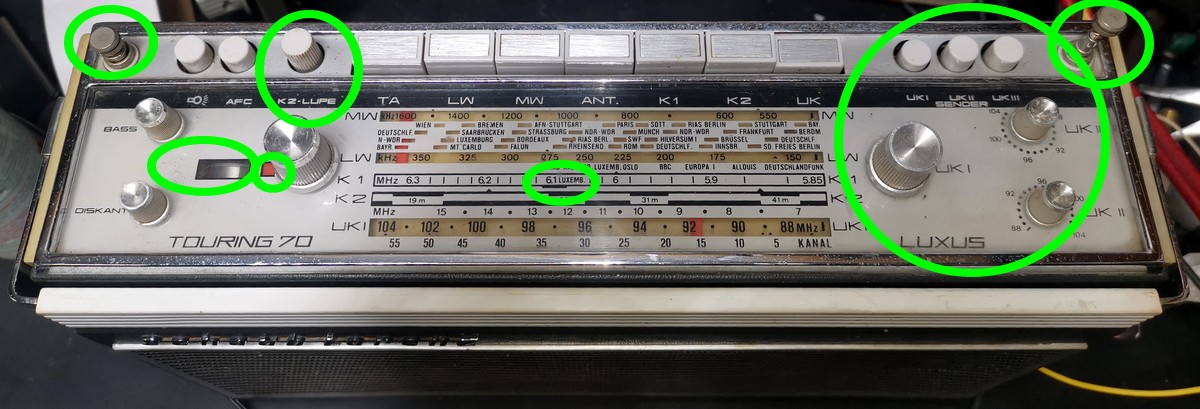 AFC K2-LUPE TA LW MW ANT. K1 K2 UK UKI UKII UKIII
SENDER
BASS
DISKANT
MW kHz 1600 1400 1200 1000 800 600 550 MW
WIEN BREMEN AFN-STUTTGART PARIS SOTT. RIAS BERLIN STUTTGART BAY.
DEUTSCHLF. SAARBRÜCKEN STRASSBURG NDR-WDR MÜNCH NDR-WDR FRANKFURT BEROM
N-WDR LUXEMBURG BORDEAUX RIAS BERL. SWF HILVERSUM I BRÜSSEL DEUTSCHLF.
BAYR. MT CARLO FALUN RHEINSEND. ROM DEUTSCHLF. INNSBR. SD. FREIES BERLIN
LUXEMB. OSLO BBC EUROPA I ALLOUIS DEUTSCHLANDFUNK
LW kHz 350 325 300 275 250 225 200 175 150 LW
K1 MHz 6.3 6.2 6.1 LUXEMB. 6 5.9 5.85 K1
K2 19 m 31 m 41 m K2
MHz 15 14 13 12 11 10 9 8 7
UKI 104 102 100 98 96 94 92 90 88 MHz UKI
55 50 45 40 35 30 25 20 15 10 5 KANAL
TOURING 70
LUXUS
UKI
104 100 96 92 UK II
92 96 100 104 88 UK II